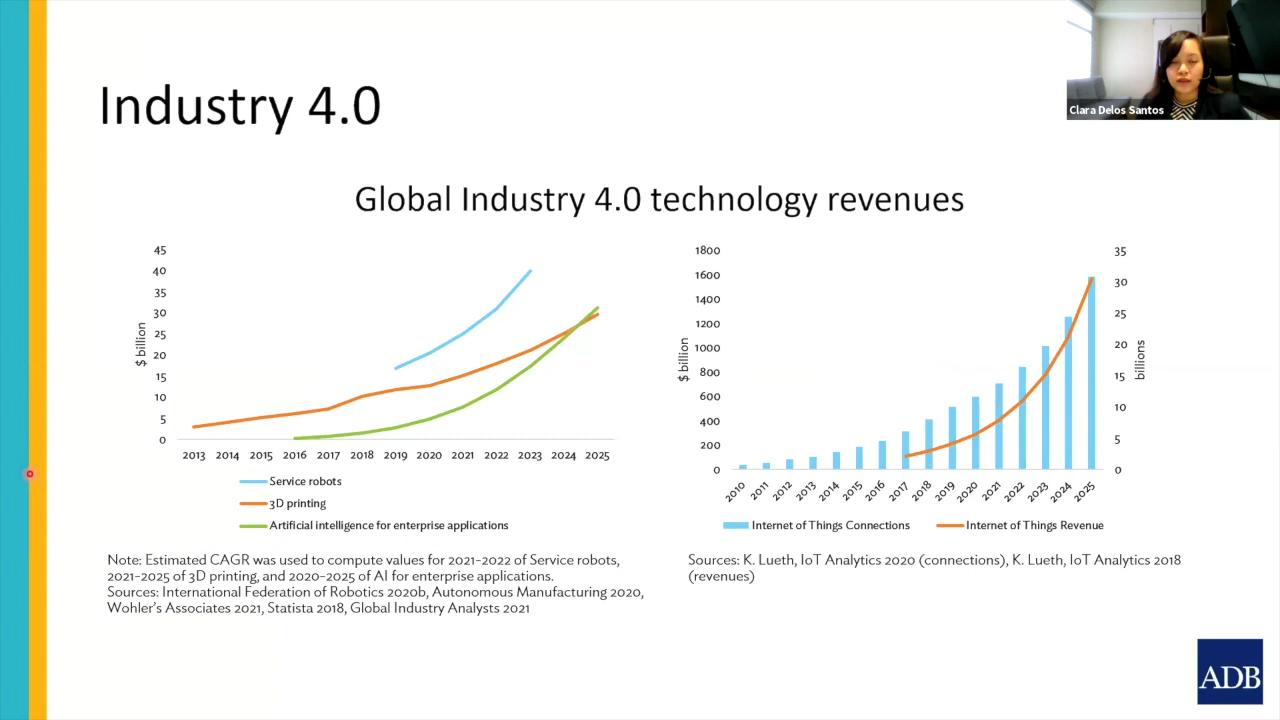 Industry 4.0
Clara Delos Santos
Global Industry 4.0 technology revenues
45
40
35
30
25
20
15
10
5
0
$ billion
2013 2014 2015 2016 2017 2018 2019 2020 2021 2022 2023 2024 2025
Service robots
3D printing
Artificial intelligence for enterprise applications
1800
1600
1400
1200
1000
800
600
400
200
0
$ billion
35
30
25
20
15
10
5
0
billions
2010 2011 2012 2013 2014 2015 2016 2017 2018 2019 2020 2021 2022 2023 2024 2025
Internet of Things Connections Internet of Things Revenue
Note: Estimated CAGR was used to compute values for 2021-2022 of Service robots,
2021-2025 of 3D printing, and 2020-2025 of AI for enterprise applications.
Sources: International Federation of Robotics 2020b, Autonomous Manufacturing 2020,
Wohler's Associates 2021, Statista 2018, Global Industry Analysts 2021
Sources: K. Lueth, IoT Analytics 2020 (connections), K. Lueth, IoT Analytics 2018
(revenues)
ADB